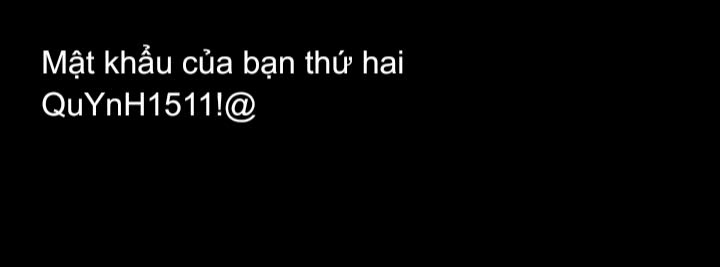 Mật khẩu của bạn thứ hai
QuYnH1511!@